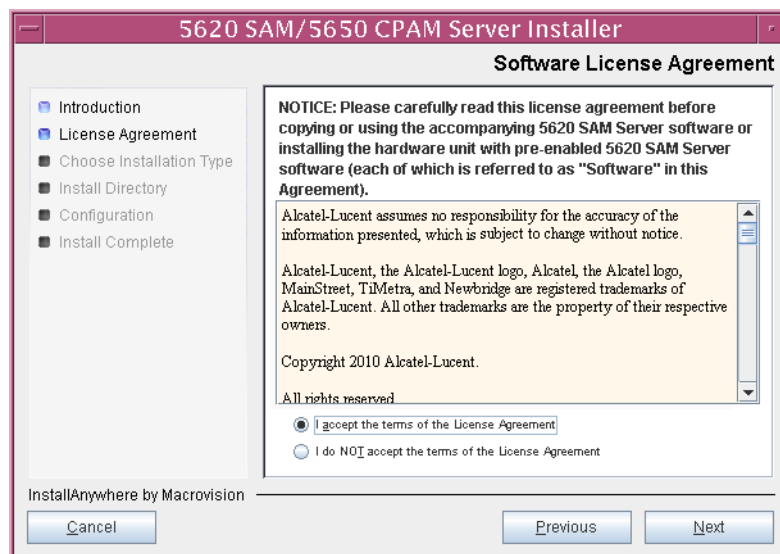 5620 SAM/5650 CPAM Server Installer
Software License Agreement
Introduction
License Agreement
Choose Installation Type
Install Directory
Configuration
Install Complete
NOTICE: Please carefully read this license agreement before
copying or using the accompanying 5620 SAM Server software or
installing the hardware unit with pre-enabled 5620 SAM Server
software (each of which is referred to as "Software" in this
Agreement).
Alcatel-Lucent assumes no responsibility for the accuracy of the
information presented, which is subject to change without notice.
Alcatel-Lucent, the Alcatel-Lucent logo, Alcatel, the Alcatel logo,
MainStreet, TiMetra, and Newbridge are registered trademarks of
Alcatel-Lucent. All other trademarks are the property of their respective
owners.
Copyright 2010 Alcatel-Lucent.
All rights reserved
I accept the terms of the License Agreement
I do NOT accept the terms of the License Agreement
InstallAnywhere by Macrovision
Cancel
Previous
Next